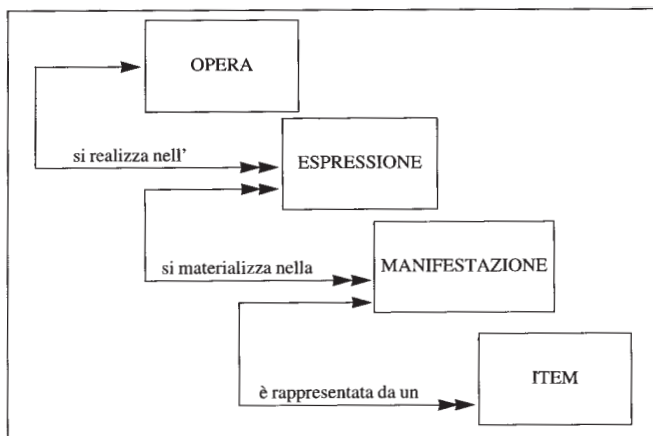 OPERA
si realizza nell'
ESPRESSIONE
si materializza nella
MANIFESTAZIONE
è rappresentata da un
ITEM